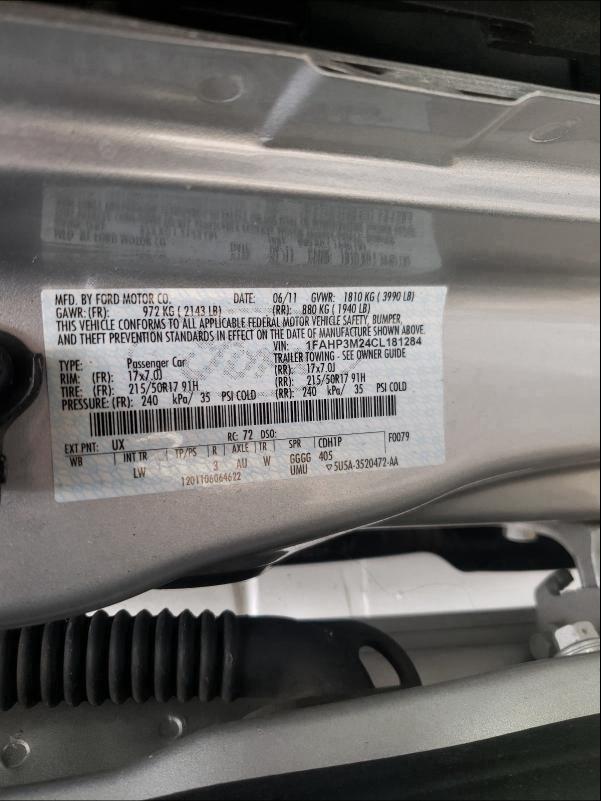 MFD. BY FORD MOTOR CO. DATE: 06/11 GVWR: 1810 KG (3990 LB)
GAWR: (FR): 972 KG (2143 LB) (RR): 880 KG (1940 LB)
THIS VEHICLE CONFORMS TO ALL APPLICABLE FEDERAL MOTOR VEHICLE SAFETY, BUMPER,
AND THEFT PREVENTION STANDARDS IN EFFECT ON THE DATE OF MANUFACTURE SHOWN ABOVE.
VIN: 1FAHP3M24CL181284
TYPE: Passenger Car TRAILER TOWING - SEE OWNER GUIDE
RIM: (FR): 17x7.0J (RR): 17x7.0J
TIRE: (FR): 215/50R17 91H (RR): 215/50R17 91H
PRESSURE: (FR): 240 kPa/ 35 PSI COLD (RR): 240 kPa/ 35 PSI COLD
EXT PNT: UX RC: 72 DSO: F0079
WB INT TR TP/PS R AXLE TR SPR CDHTP
LW 3 AU W GGGG 405
UMU ▽5U5A-3520472-AA
1201106064622